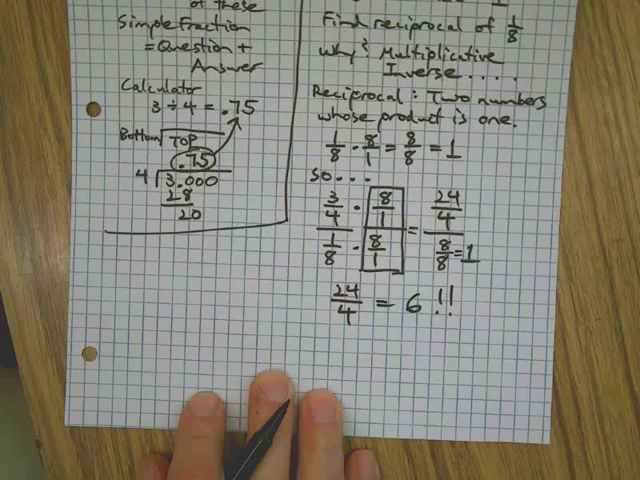 of these
Simple fraction
= Question +
Answer
Calculator
3 ÷ 4 = .75
Bottom√TOP
.75
4√3.000
28
20
1
Find reciprocal of 1/8
why? Multiplicative
Inverse....
Reciprocal: Two numbers
whose product is one.
1/8 · 8/1 = 8/8 = 1
so....
3/4 · 8/1 = 24/4
1/8 · 8/1 8/8 = 1
24/4 = 6 !!